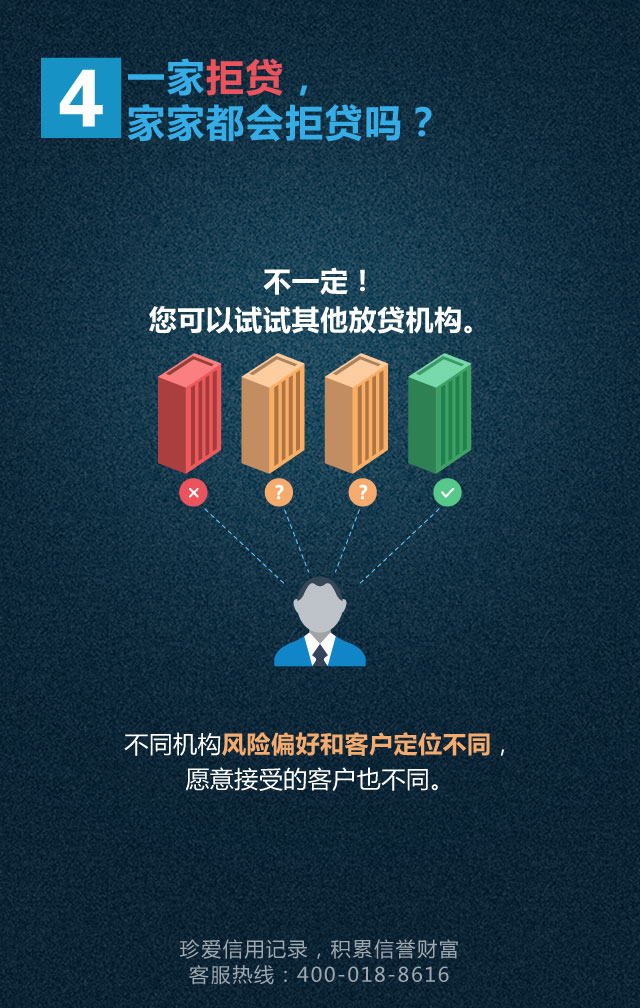 4
一家拒贷，
家家都会拒贷吗？
不一定！
您可以试试其他放贷机构。
? ?
不同机构风险偏好和客户定位不同，
愿意接受的客户也不同。
珍爱信用记录，积累信誉财富
客服热线：400-018-8616